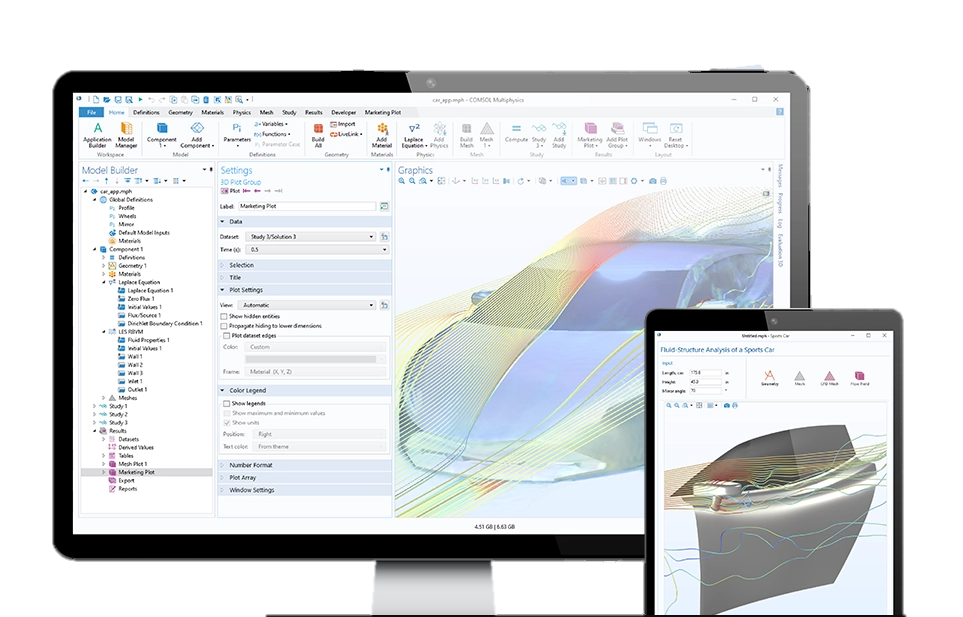 car_app.mph - COMSOL Multiphysics
File Home Definitions Geometry Materials Physics Mesh Study Results Developer Marketing Plot
Application Builder
Model Manager
Workspace
Component 1
Add Component
Model
Parameters
Variables
Functions
Parameter Case
Definitions
Build All
Import
LiveLink
Geometry
Add Material
Materials
Laplace Equation
Add Physics
Physics
Build Mesh
Mesh 1
Mesh
Compute
Study 3
Add Study
Study
Marketing Plot
Add Plot Group
Results
Windows
Reset Desktop
Layout
Model Builder
car_app.mph
Global Definitions
Profile
Wheels
Mirror
Default Model Inputs
Materials
Component 1
Definitions
Geometry 1
Materials
Laplace Equation
Laplace Equation 1
Zero Flux 1
Initial Values 1
Flux/Source 1
Dirichlet Boundary Condition 1
LES RBVM
Fluid Properties 1
Initial Values 1
Wall 1
Wall 2
Wall 3
Inlet 1
Outlet 1
Meshes
Study 1
Study 2
Study 3
Results
Datasets
Derived Values
Tables
Mesh Plot 1
Marketing Plot
Export
Reports
Settings
3D Plot Group
Plot
Label: Marketing Plot
Data
Dataset: Study 3/Solution 3
Time (s): 0.5
Selection
Title
Plot Settings
View: Automatic
Show hidden entities
Propagate hiding to lower dimensions
Plot dataset edges
Color: Custom
Frame: Material (X, Y, Z)
Color Legend
Show legends
Show maximum and minimum values
Show units
Position: Right
Text color: From theme
Number Format
Plot Array
Window Settings
Graphics
Messages
Progress
Log
Evaluation 3D
4.51 GB | 6.63 GB
Untitled.mph - Sports Car
Fluid-Structure Analysis of a Sports Car
Input
Length, car:
Height:
Mirror angle:
Geometry
Mesh
Flow Field